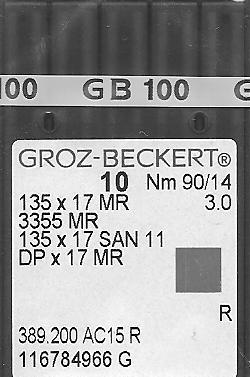 100 GB 100
GROZ-BECKERT®
10 Nm 90/14
135 x 17 MR 3.0
3355 MR
135 x 17 SAN 11
DP x 17 MR
R
389.200 AC15 R
116784966 G